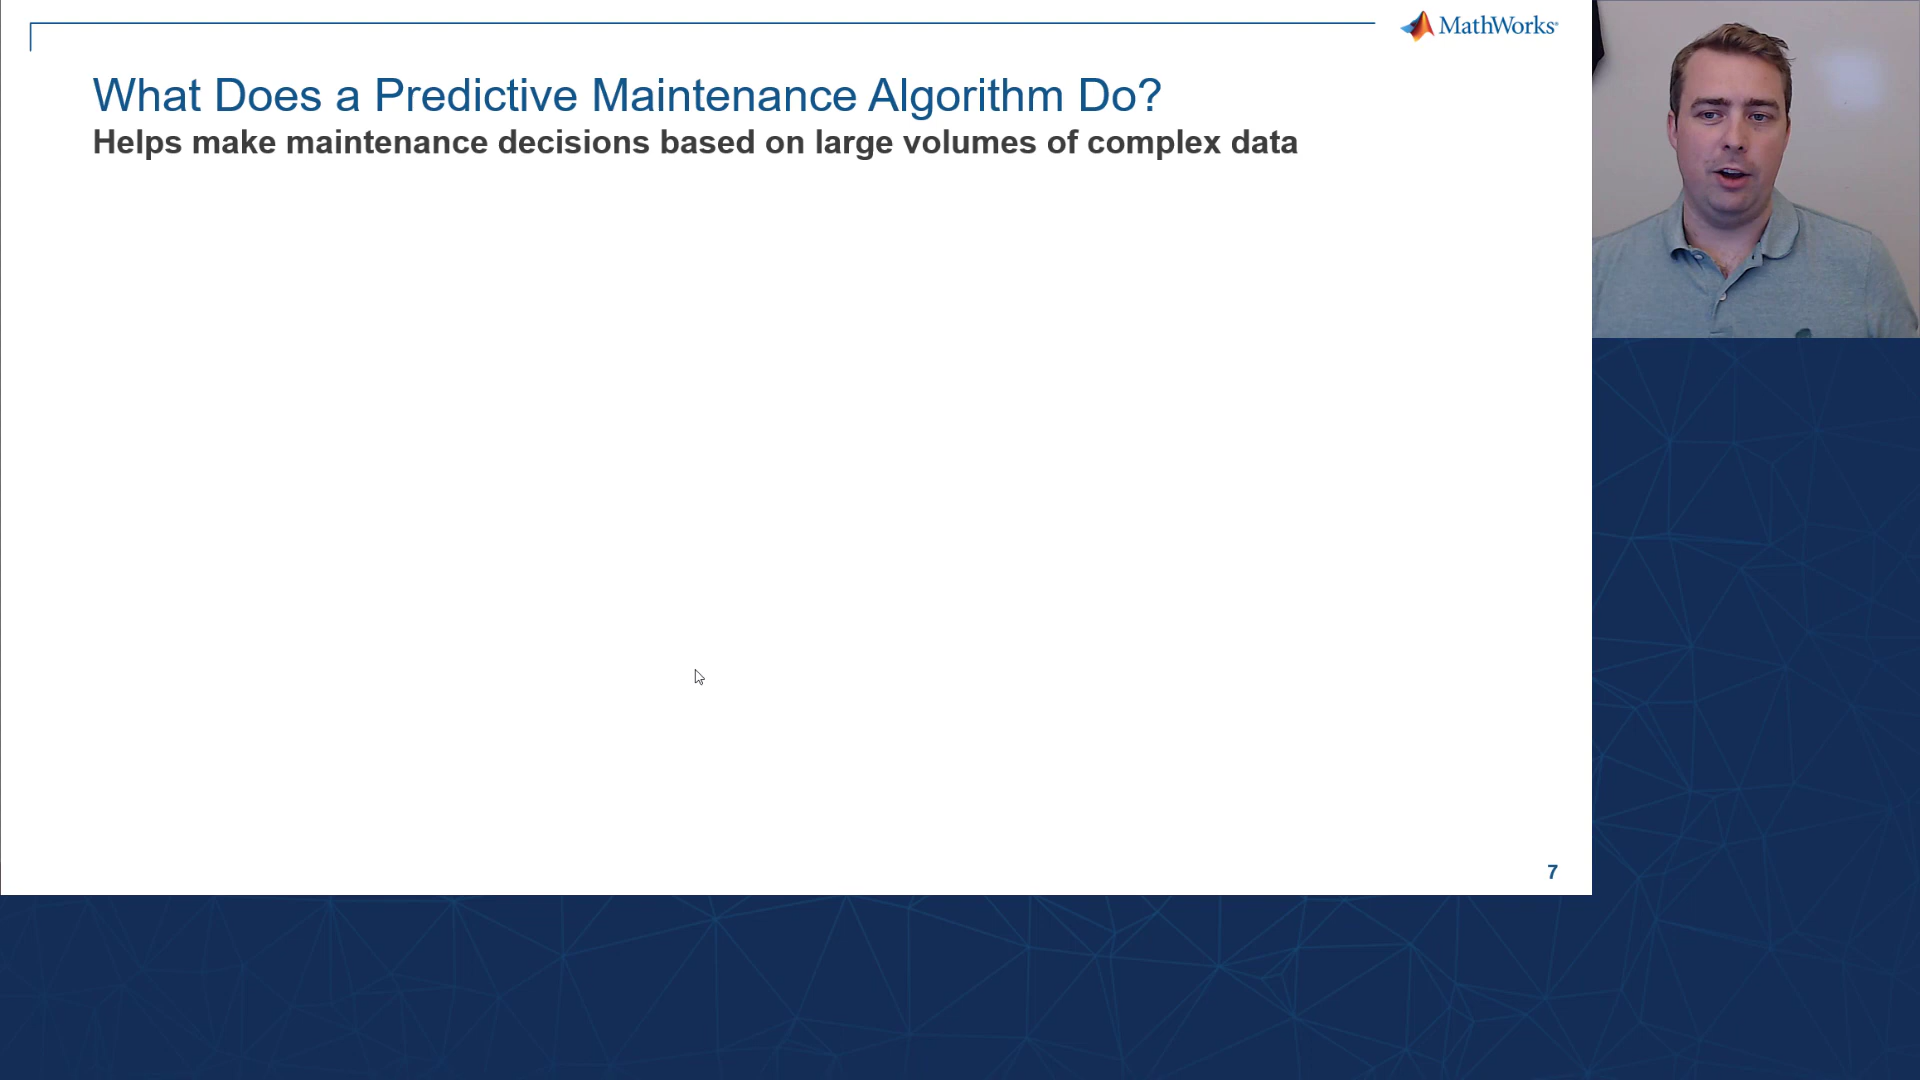 MathWorks®
What Does a Predictive Maintenance Algorithm Do?
Helps make maintenance decisions based on large volumes of complex data
7